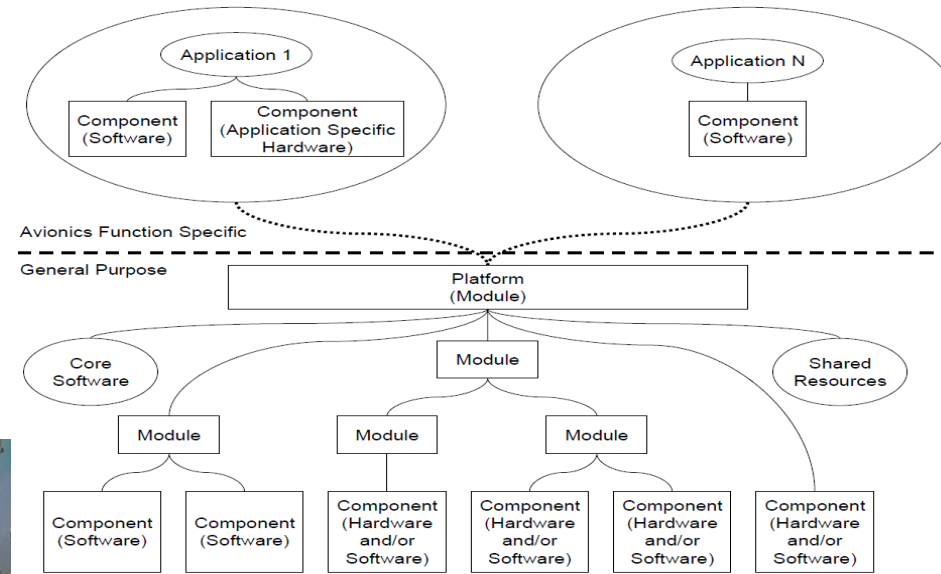 Application 1
Component
(Software)
Component
(Application Specific
Hardware)
Application N
Component
(Software)
Avionics Function Specific
General Purpose
Platform
(Module)
Core
Software
Module
Shared
Resources
Module
Module
Module
Component
(Software)
Component
(Software)
Component
(Hardware
and/or
Software)
Component
(Hardware
and/or
Software)
Component
(Hardware
and/or
Software)
Component
(Hardware
and/or
Software)